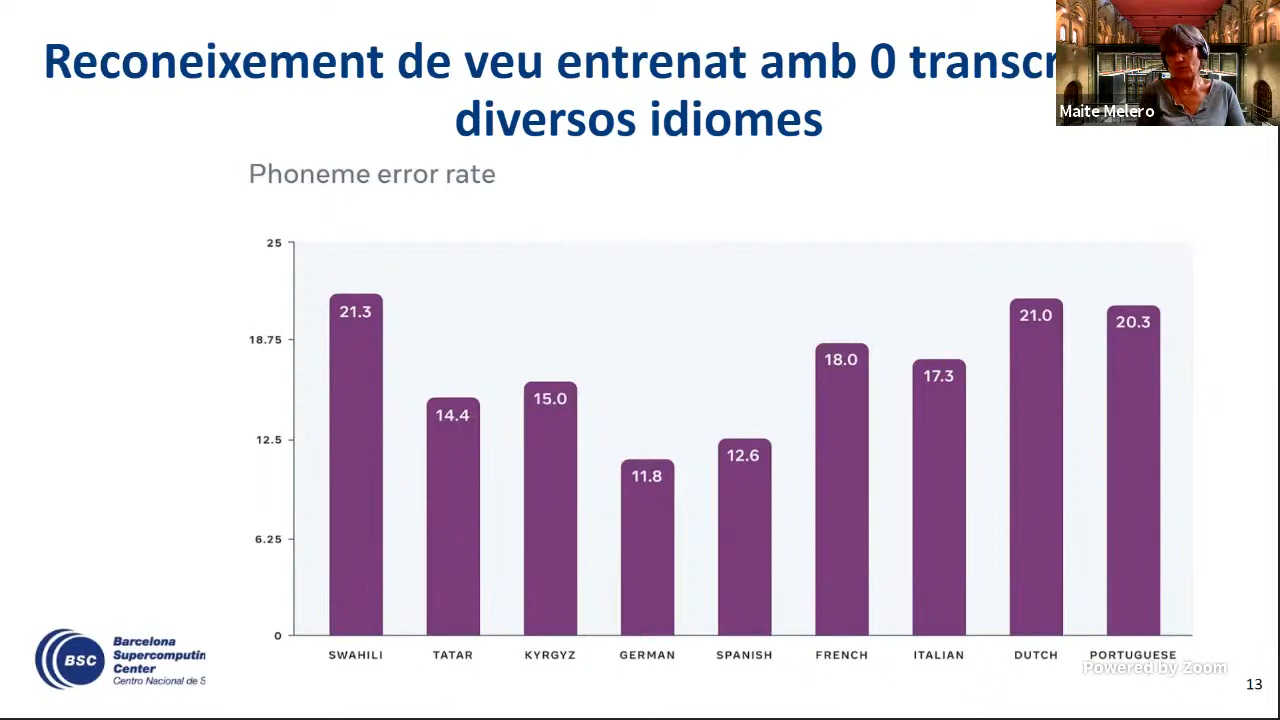 Reconeixement de veu entrenat amb 0
diversos idiomes
Maite Melero
Phoneme error rate
25
18.75
12.5
6.25
0
21.3
14.4
15.0
11.8
12.6
18.0
17.3
21.0
20.3
SWAHILI TATAR KYRGYZ GERMAN SPANISH FRENCH ITALIAN DUTCH PORTUGUESE
Powered by Zoom
BSC
Barcelona
Supercomputin
Center
Centro Nacional de S
13